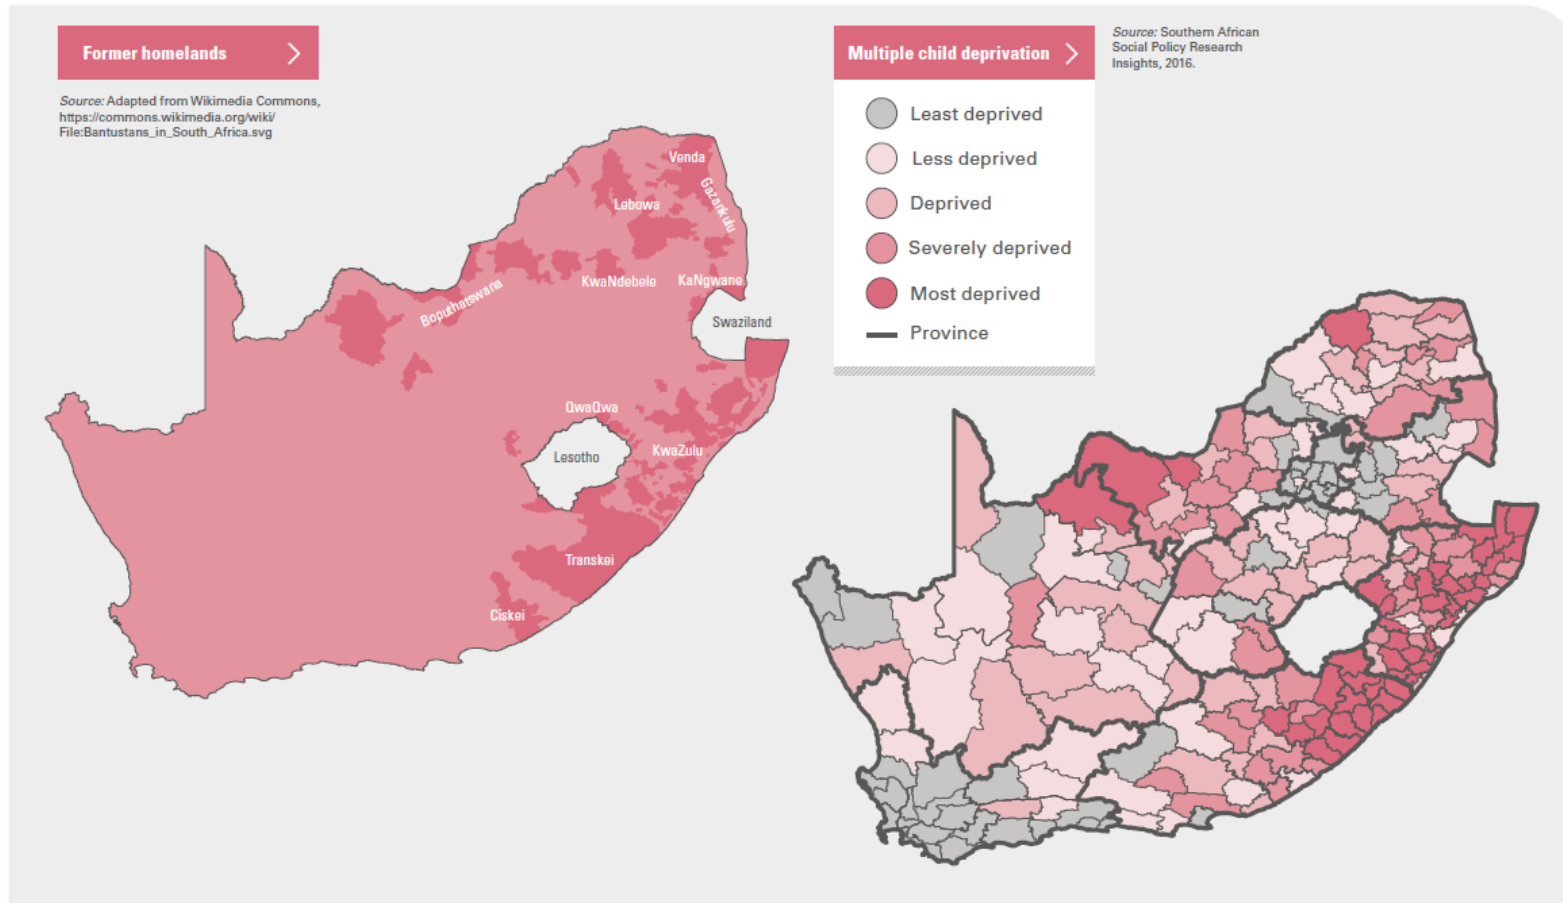 Former homelands
Source: Adapted from Wikimedia Commons,
https://commons.wikimedia.org/wiki/
File:Bantustans_in_South_Africa.svg
Venda
Gazankulu
Lebowa
KwaNdebele
KaNgwane
Bophuthatswana
Swaziland
QwaQwa
Lesotho
KwaZulu
Transkei
Ciskei
Multiple child deprivation
Source: Southern African
Social Policy Research
Insights, 2016.
Least deprived
Less deprived
Deprived
Severely deprived
Most deprived
Province